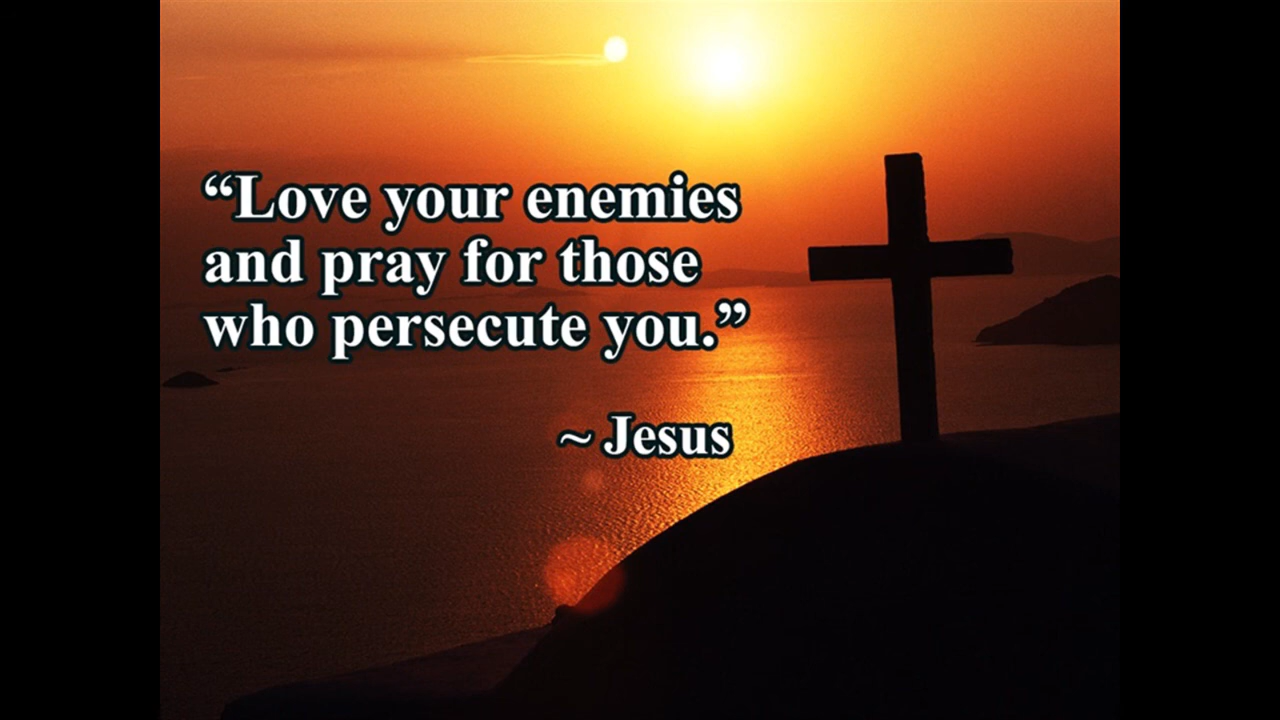 “Love your enemies
and pray for those
who persecute you.”
~ Jesus